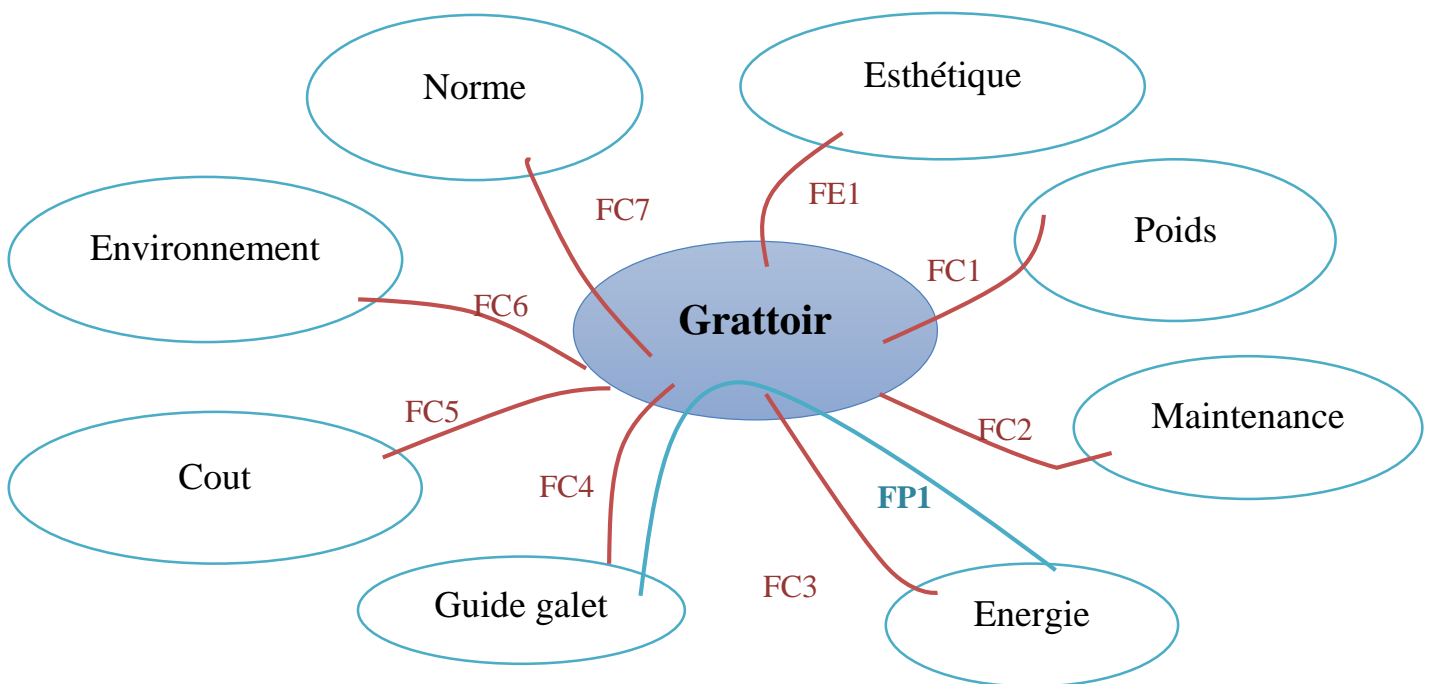 Norme
Esthétique
FE1
FC7
Poids
Environnement
FC1
FC6
Grattoir
FC5
FC2
Maintenance
Cout
FC4
FP1
FC3
Guide galet
Energie